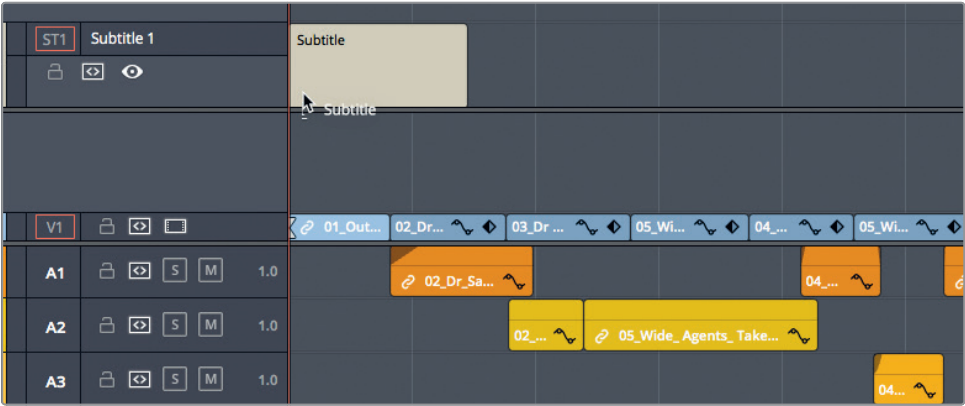 ST1 Subtitle 1 Subtitle
Subtitle
V1 01_Out... 02_Dr... 03_Dr ... 05_Wi... 04_... 05_Wi...
A1 S M 1.0 02_Dr_Sa... 04_...
A2 S M 1.0 02_... 05_Wide_ Agents_ Take...
A3 S M 1.0 04...